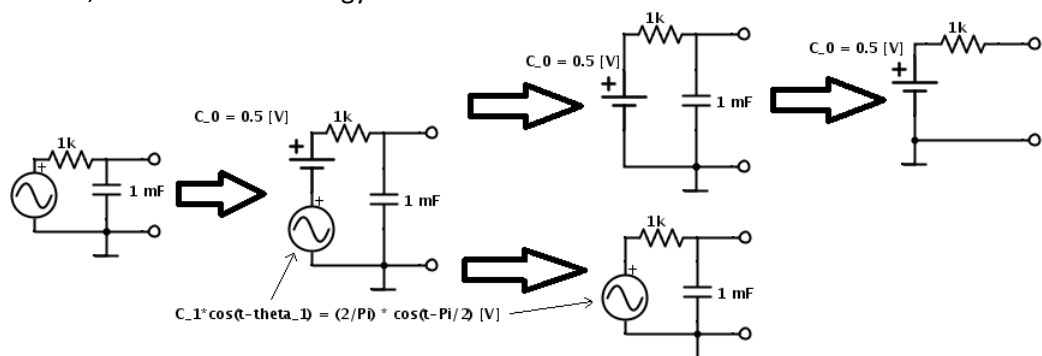 1k
+
1 mF
C_0 = 0.5 [V]
1k
+
+
1 mF
C_1*cos(t-theta_1) = (2/Pi) * cos(t-Pi/2) [V]
1k
C_0 = 0.5 [V]
+
1 mF
1k
C_0 = 0.5 [V]
+
1k
+
1 mF